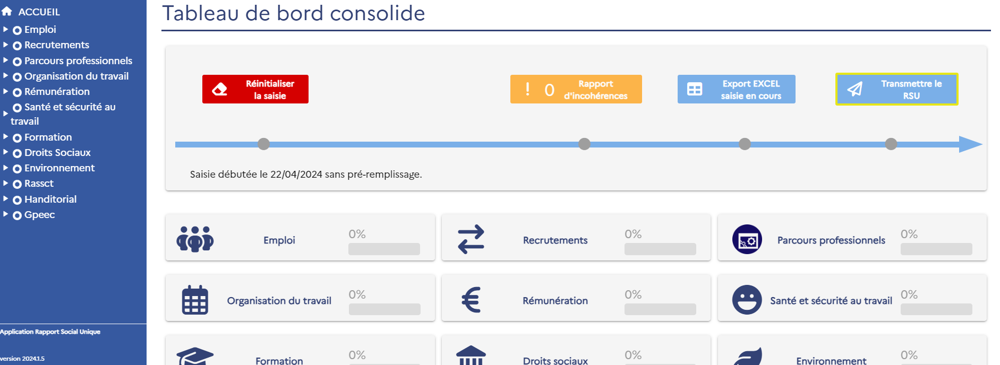 ACCUEIL
Emploi
Recrutements
Parcours professionnels
Organisation du travail
Rémunération
Santé et sécurité au
travail
Formation
Droits Sociaux
Environnement
Rassct
Handitorial
Gpeec
Application Rapport Social Unique
version 2024.1.5
Tableau de bord consolide
Réinitialiser
la saisie
! 0 Rapport
d'incohérences
Export EXCEL
saisie en cours
Transmettre le
RSU
Saisie débutée le 22/04/2024 sans pré-remplissage.
Emploi 0%
Recrutements 0%
Parcours professionnels 0%
Organisation du travail 0%
Rémunération 0%
Santé et sécurité au travail 0%
Formation 0%
Droits sociaux 0%
Environnement 0%